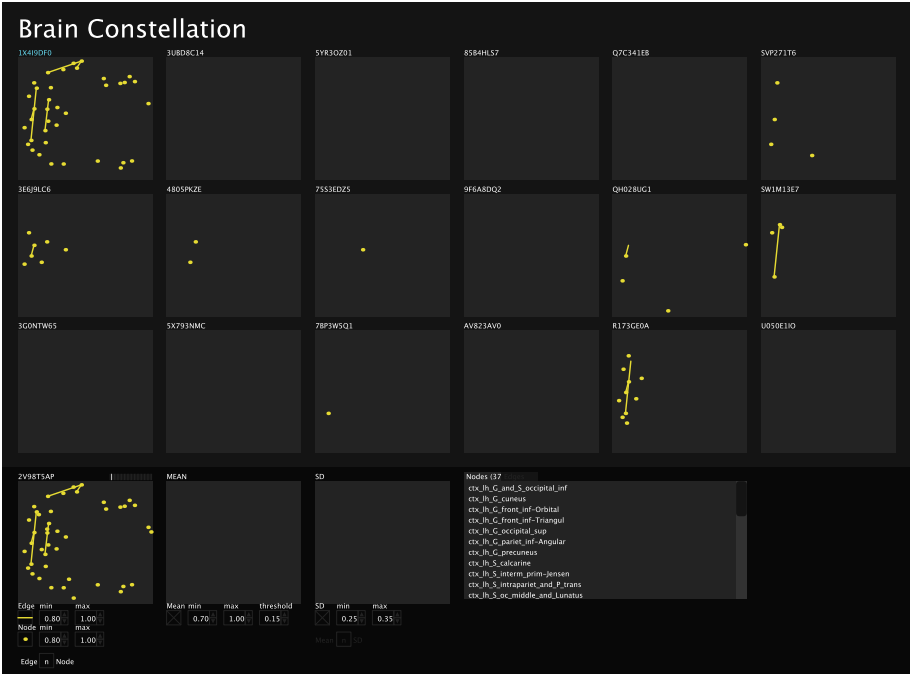 Brain Constellation
1X4I9DF0 3UBD8C14 5YR3OZ01 8584HLS7 Q7C341EB SVP271T6
3E6J9LC6 4805PKZE 75S3EDZ5 9F6A8DQ2 QH028UG1 SW1M13E7
3G0NTW65 5X793NMC 7BP3W5Q1 AV823AV0 R173GE0A U050E1IO
2V98T5AP MEAN SD Nodes (37
ctx_lh_G_and_S_occipital_inf
ctx_lh_G_cuneus
ctx_lh_G_front_inf-Orbital
ctx_lh_G_front_inf-Triangul
ctx_lh_G_occipital_sup
ctx_lh_G_pariet_inf-Angular
ctx_lh_G_precuneus
ctx_lh_S_calcarine
ctx_lh_S_interm_prim-Jensen
ctx_lh_S_intrapariet_and_P_trans
ctx_lh_S_oc_middle_and_Lunatus
Edge min max Mean min max threshold SD min max
0.80 1.00 0.70 1.00 0.15 0.25 0.35
Node min max
0.80 1.00 Mean n SD
Edge n Node